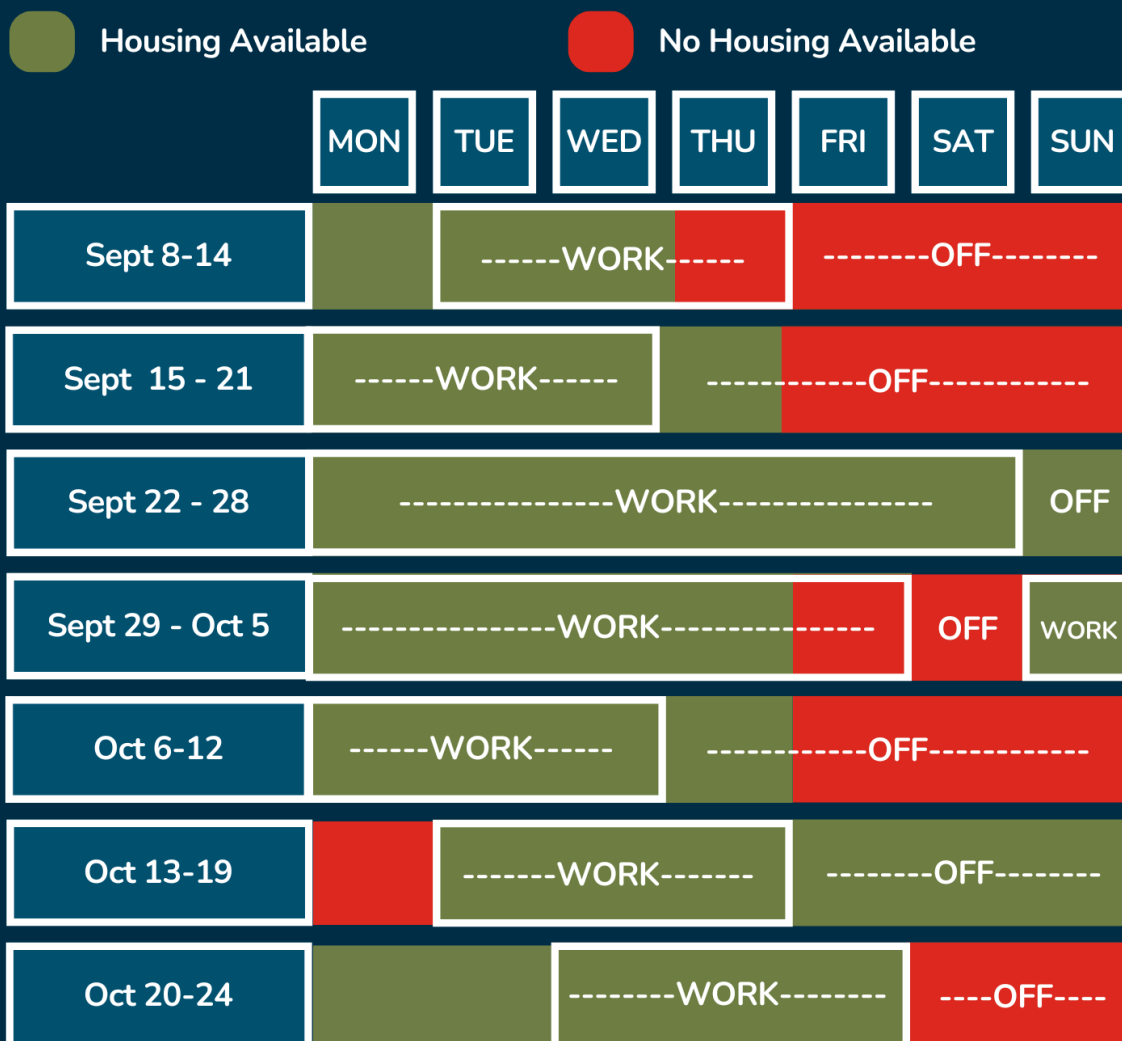 Housing Available No Housing Available
MON TUE WED THU FRI SAT SUN
Sept 8-14 ------WORK------ --------OFF--------
Sept 15 - 21 ------WORK------ ------------OFF------------
Sept 22 - 28 ----------------WORK---------------- OFF
Sept 29 - Oct 5 ----------------WORK---------------- OFF WORK
Oct 6-12 ------WORK------ ------------OFF------------
Oct 13-19 -------WORK------- --------OFF--------
Oct 20-24 --------WORK-------- ----OFF----